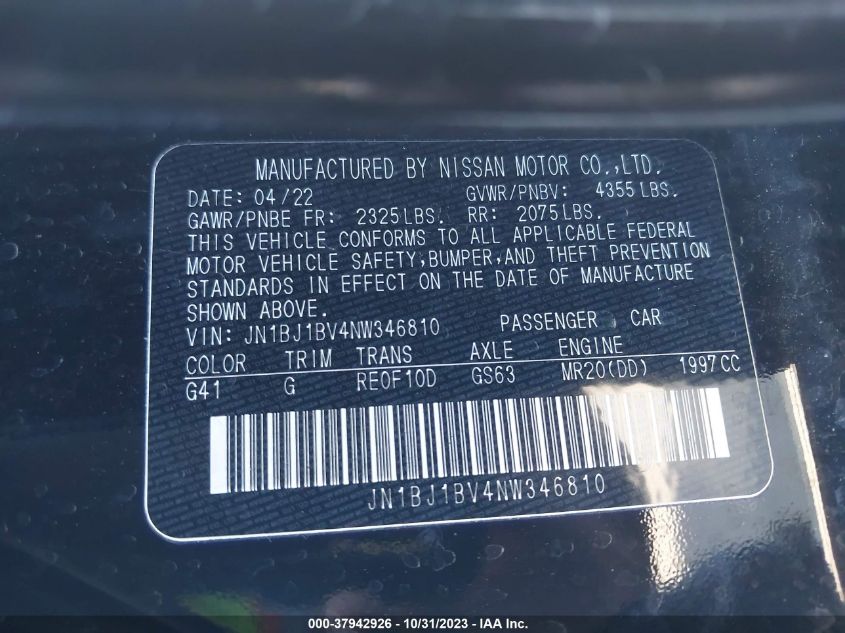 MANUFACTURED BY NISSAN MOTOR CO.,LTD.
DATE: 04/22 GVWR/PNBV: 4355LBS.
GAWR/PNBE FR: 2325LBS. RR: 2075LBS.
THIS VEHICLE CONFORMS TO ALL APPLICABLE FEDERAL
MOTOR VEHICLE SAFETY,BUMPER,AND THEFT PREVENTION
STANDARDS IN EFFECT ON THE DATE OF MANUFACTURE
SHOWN ABOVE.
VIN: JN1BJ1BV4NW346810 PASSENGER CAR
COLOR TRIM TRANS AXLE ENGINE
G41 G RE0F10D GS63 MR20(DD) 1997CC
JN1BJ1BV4NW346810
000-37942926 - 10/31/2023 - IAA Inc.